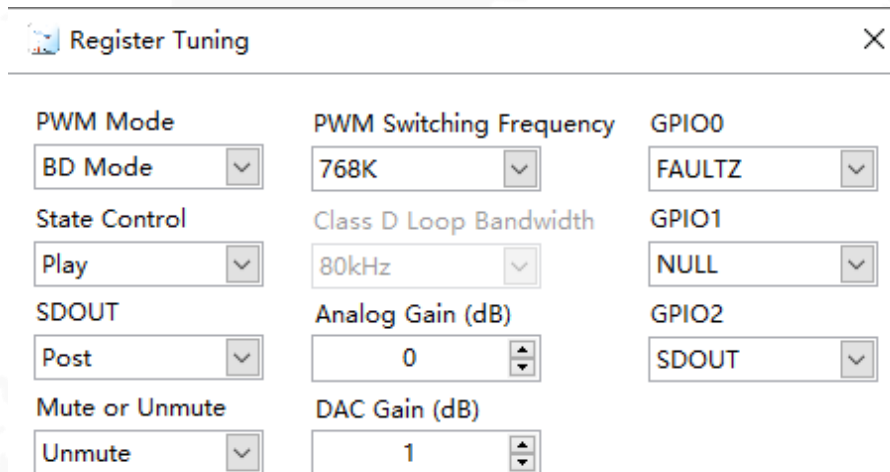 Register Tuning
PWM Mode
PWM Switching Frequency
GPIO0
BD Mode
768K
FAULTZ
State Control
Class D Loop Bandwidth
GPIO1
Play
80kHz
NULL
SDOUT
Analog Gain (dB)
GPIO2
Post
0
SDOUT
Mute or Unmute
DAC Gain (dB)
Unmute
1